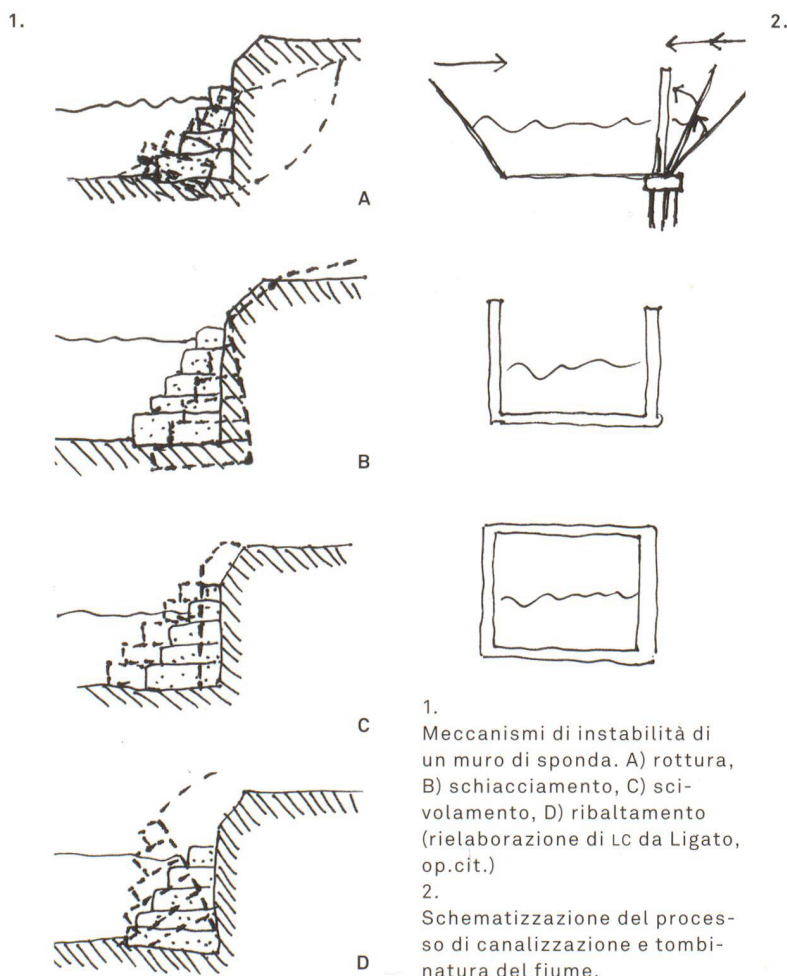 1.
2.
A
B
C
D
1.
Meccanismi di instabilità di
un muro di sponda. A) rottura,
B) schiacciamento, C) sci-
volamento, D) ribaltamento
(rielaborazione di LC da Ligato,
op.cit.)
2.
Schematizzazione del proces-
so di canalizzazione e tombi-
natura del fiume.